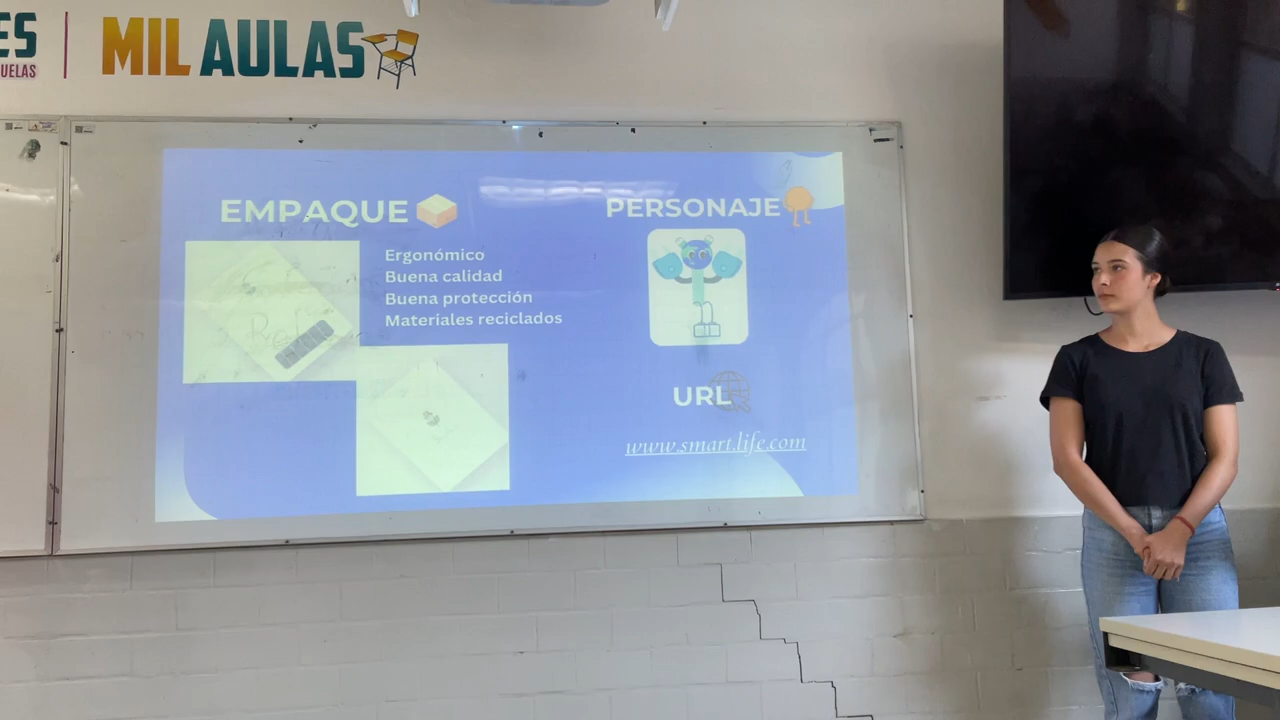 ES
UELAS
MIL AULAS
EMPAQUE
Ergonómico
Buena calidad
Buena protección
Materiales reciclados
PERSONAJE
URL
www.smart.life.com